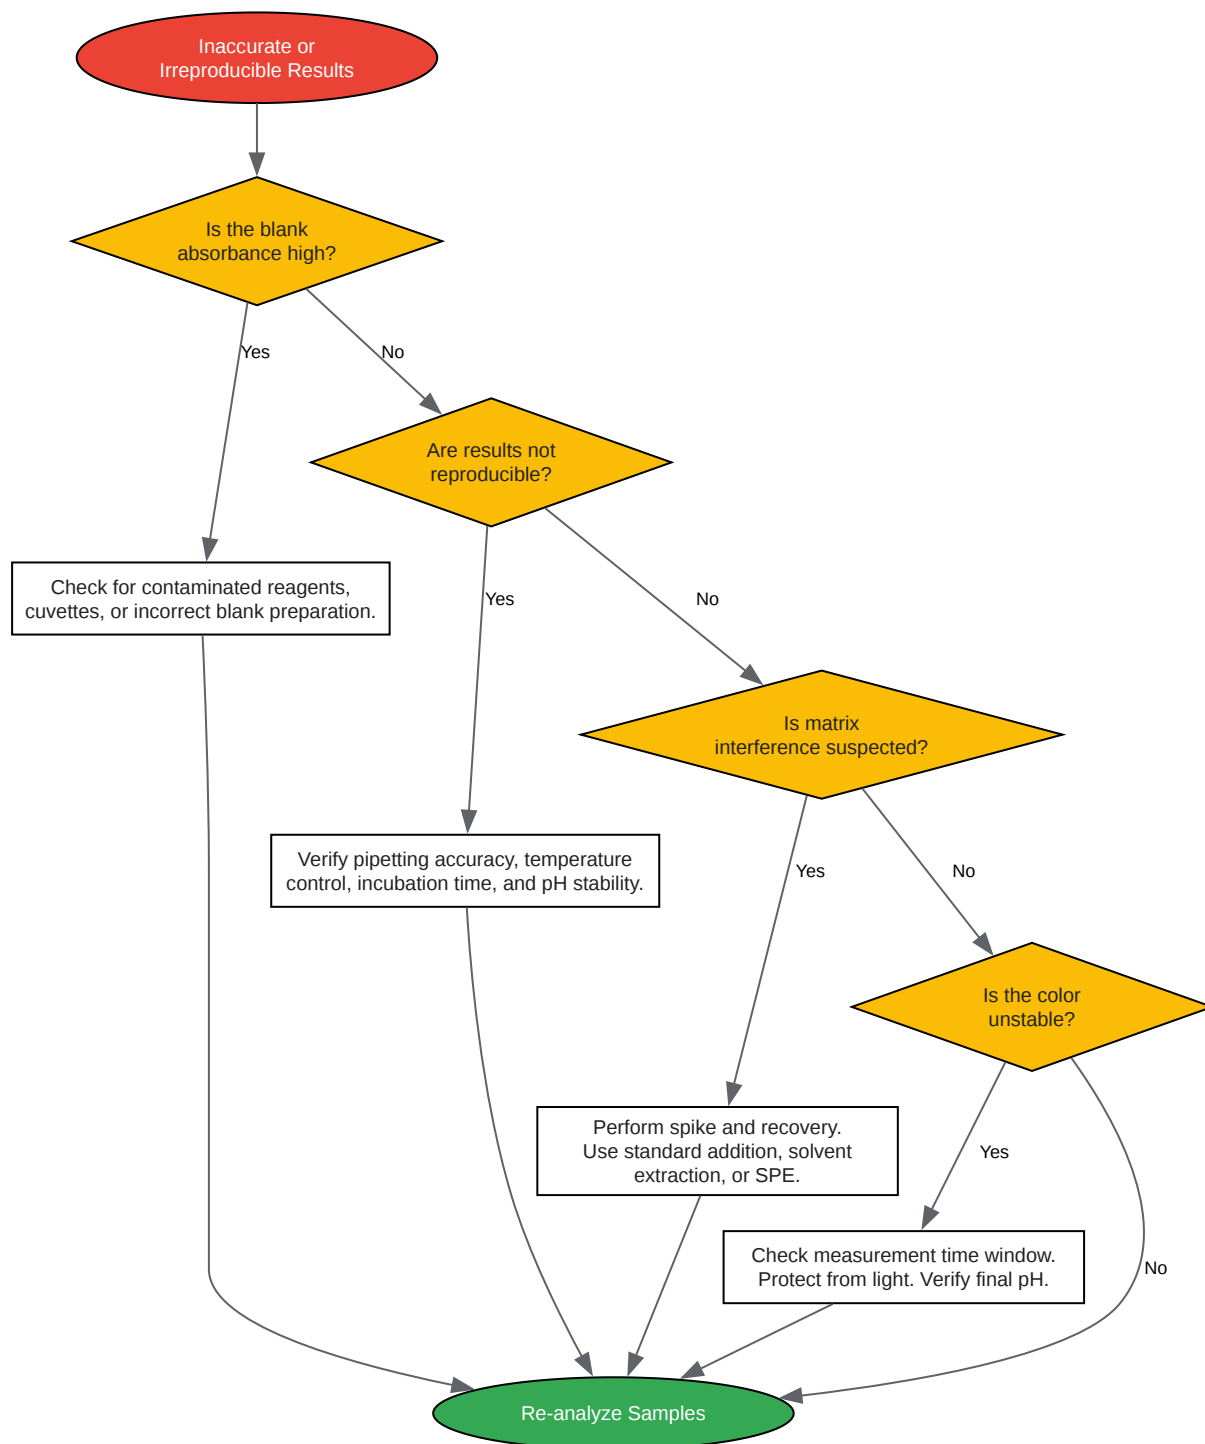 Inaccurate or
Irreproducible Results
Is the blank
absorbance high?
Yes
No
Are results not
reproducible?
Check for contaminated reagents,
cuvettes, or incorrect blank preparation.
Yes
No
Is matrix
interference suspected?
Verify pipetting accuracy, temperature
control, incubation time, and pH stability.
Yes
No
Is the color
unstable?
Perform spike and recovery.
Use standard addition, solvent
extraction, or SPE.
Yes
Check measurement time window.
Protect from light. Verify final pH.
No
Re-analyze Samples